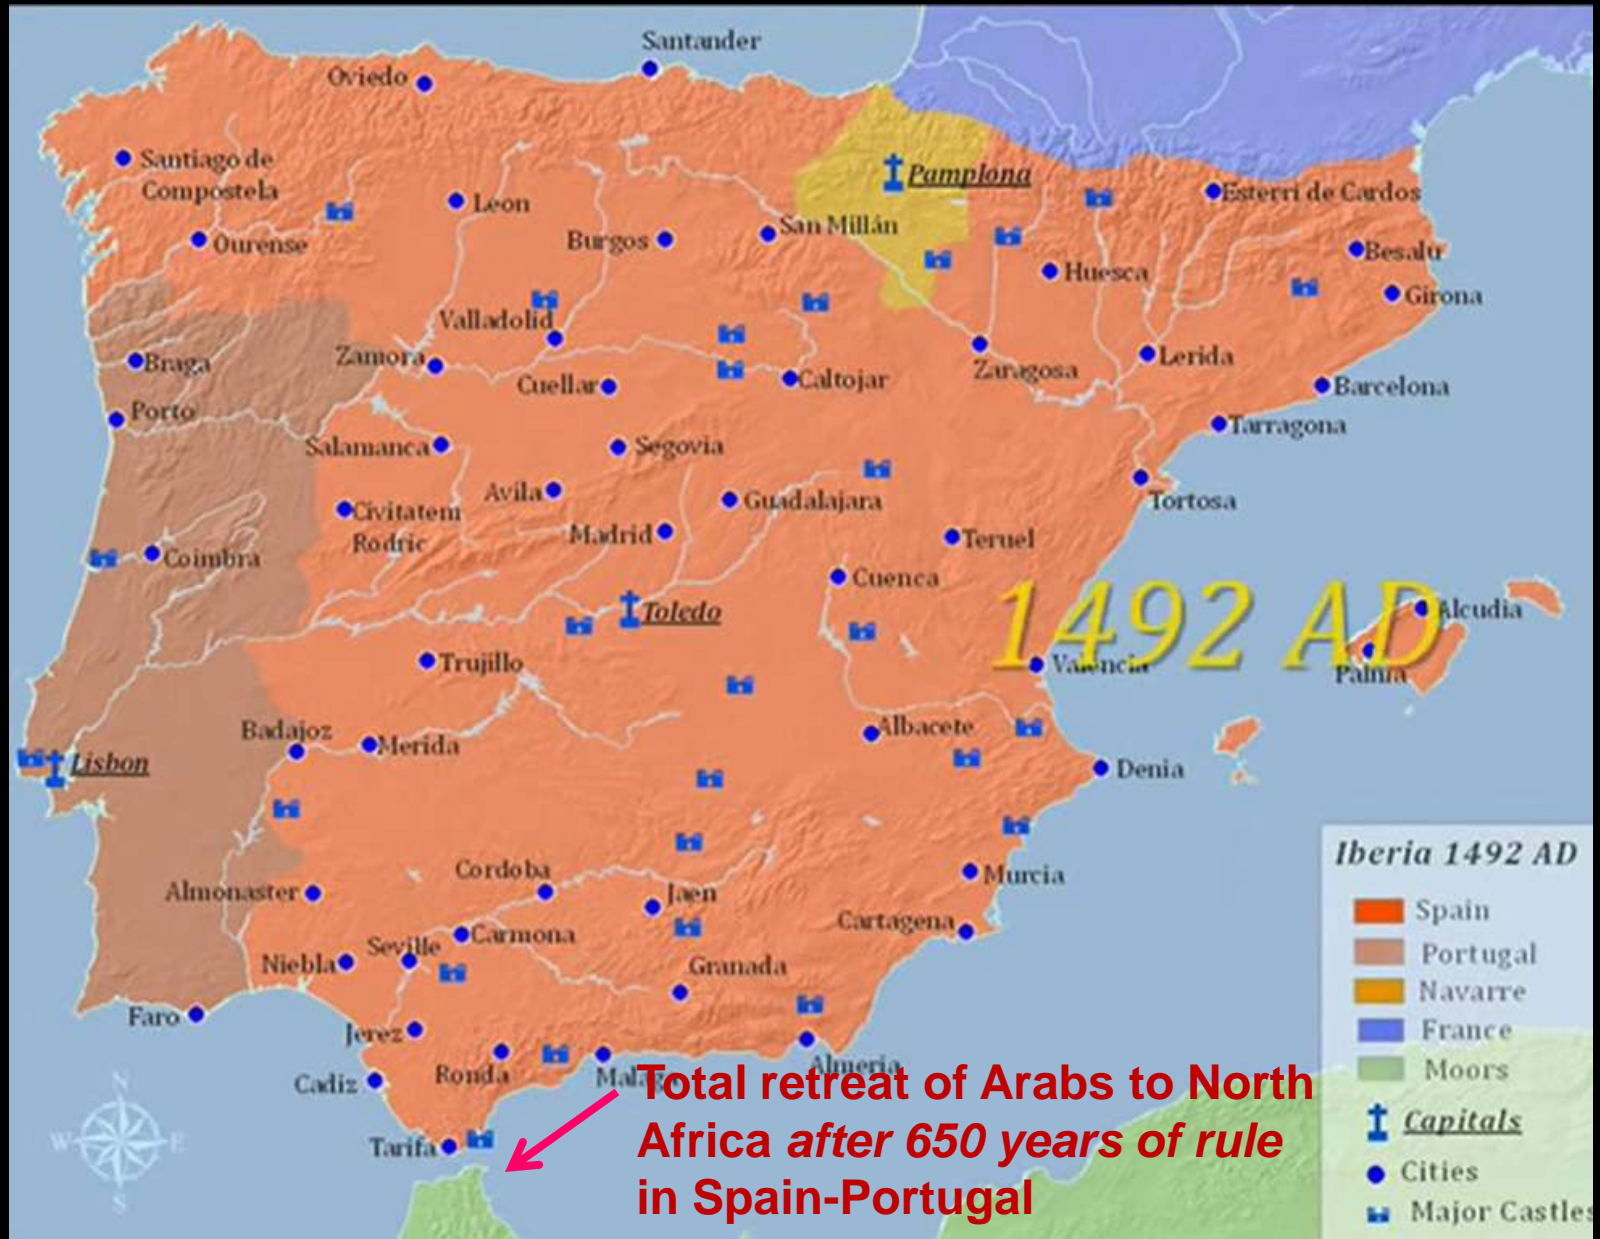 Santander
Oviedo
Santiago de
Compostela
Pamplona
Leon
Esterri de Cardos
San Millán
Ourense
Burgos
Besalu
Huesca
Girona
Valladolid
Braga
Zamora
Zaragosa
Lerida
Cuellar
Caltojar
Barcelona
Porto
Tarragona
Salamanca
Segovia
Avila
Guadalajara
Tortosa
Civitatem
Rodric
Madrid
Teruel
Coimbra
Cuenca
1492 AD
Toledo
Alcudia
Trujillo
Valencia
Palma
Badajoz
Merida
Albacete
Lisbon
Denia
Iberia 1492 AD
Cordoba
Murcia
Almonaster
Jaen
Spain
Cartagena
Seville
Carmona
Portugal
Niebla
Granada
Navarre
Faro
Jerez
France
Almeria
Ronda
Malaga
Moors
Cadiz
Total retreat of Arabs to North
Africa after 650 years of rule
in Spain-Portugal
Capitals
Tarifa
Cities
Major Castles
N
W
E
S